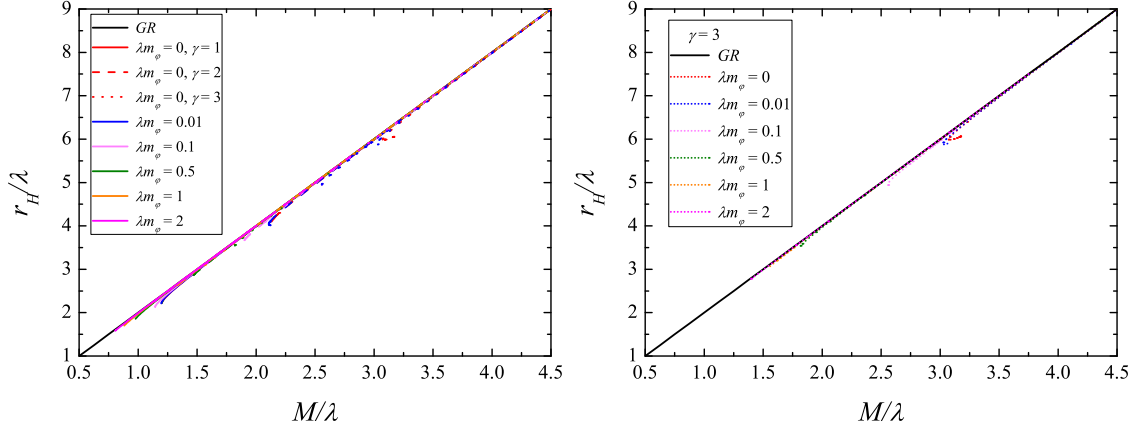 GR
λm_φ = 0, γ = 1
λm_φ = 0, γ = 2
λm_φ = 0, γ = 3
λm_φ = 0.01
λm_φ = 0.1
λm_φ = 0.5
λm_φ = 1
λm_φ = 2
9
8
7
6
5
4
3
2
1
r_H/λ
0.5 1.0 1.5 2.0 2.5 3.0 3.5 4.0 4.5
M/λ
γ = 3
GR
λm_φ = 0
λm_φ = 0.01
λm_φ = 0.1
λm_φ = 0.5
λm_φ = 1
λm_φ = 2
9
8
7
6
5
4
3
2
1
r_H/λ
0.5 1.0 1.5 2.0 2.5 3.0 3.5 4.0 4.5
M/λ